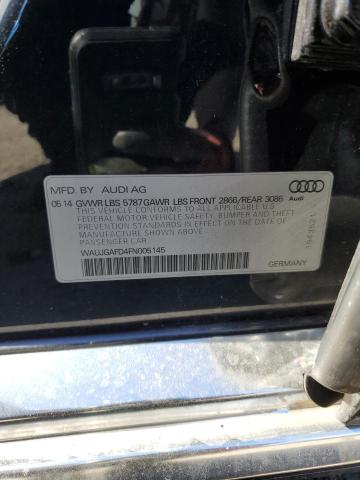 MFD. BY AUDI AG
05 14 GVWR LBS 5787 GAWR LBS FRONT 2866/REAR 3086
Audi
THIS VEHICLE CONFORMS TO ALL APPLICABLE U.S.
FEDERAL MOTOR VEHICLE SAFETY, BUMPER AND THEFT
PREVENTION STANDARDS IN EFFECT ON THE DATE OF
MANUFACTURE SHOWN ABOVE.
PASSENGER CAR
WAUJGAFD4FN005145
GERMANY